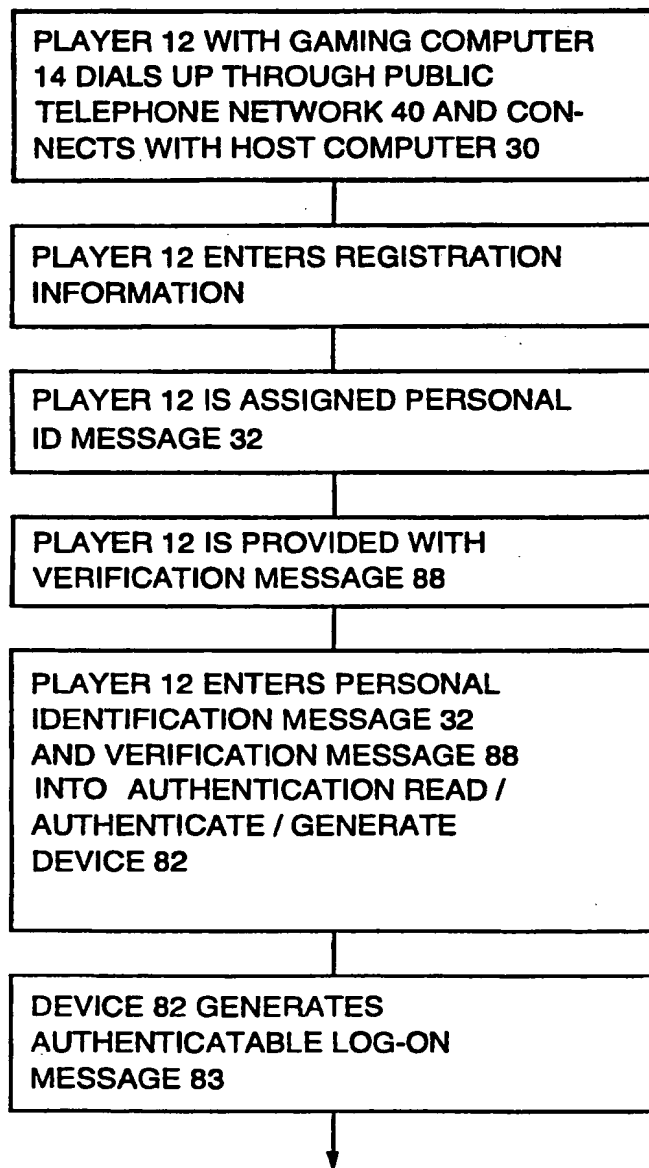 PLAYER 12 WITH GAMING COMPUTER
14 DIALS UP THROUGH PUBLIC
TELEPHONE NETWORK 40 AND CON-
NECTS WITH HOST COMPUTER 30
PLAYER 12 ENTERS REGISTRATION
INFORMATION
PLAYER 12 IS ASSIGNED PERSONAL
ID MESSAGE 32
PLAYER 12 IS PROVIDED WITH
VERIFICATION MESSAGE 88
PLAYER 12 ENTERS PERSONAL
IDENTIFICATION MESSAGE 32
AND VERIFICATION MESSAGE 88
INTO AUTHENTICATION READ /
AUTHENTICATE / GENERATE
DEVICE 82
DEVICE 82 GENERATES
AUTHENTICATABLE LOG-ON
MESSAGE 83